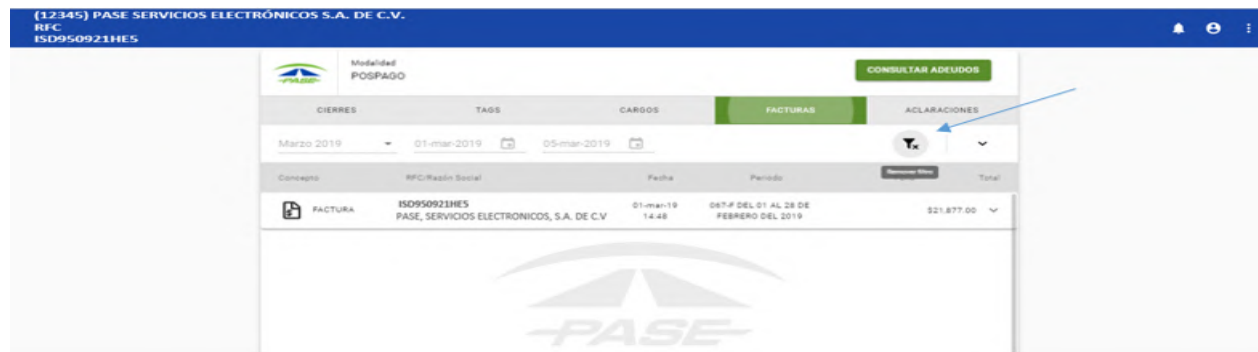 (12345) PASE SERVICIOS ELECTRÓNICOS S.A. DE C.V.
RFC
ISD950921HE5
PASE
Modalidad
POSPAGO
CONSULTAR ADEUDOS
CIERRES TAGS CARGOS FACTURAS ACLARACIONES
Marzo 2019 01-mar-2019 05-mar-2019
Remover filtro
Concepto RFC/Razón Social Fecha Periodo Total
FACTURA ISD950921HE5 01-mar-19 067-F DEL 01 AL 28 DE $21,877.00
PASE, SERVICIOS ELECTRONICOS, S.A. DE C.V 14:48 FEBRERO DEL 2019
PASE